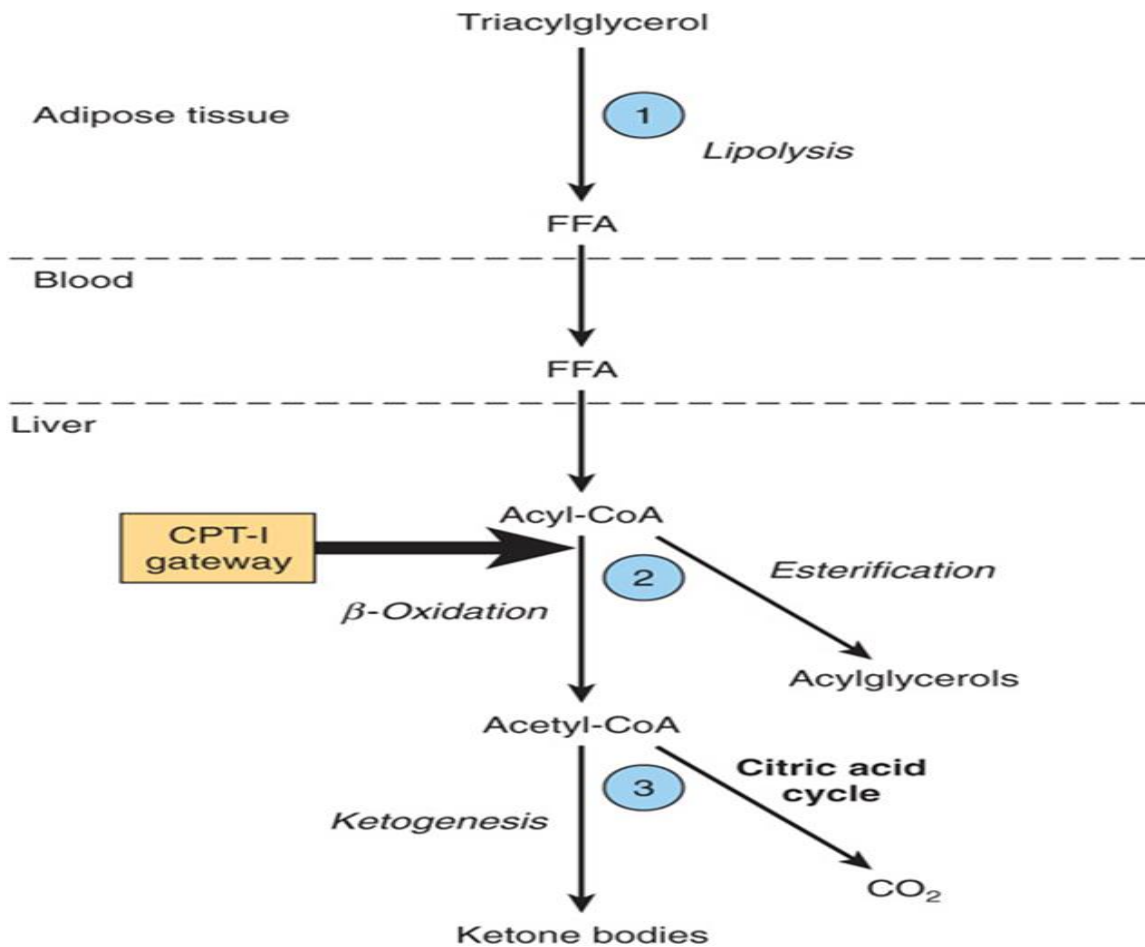 Triacylglycerol
Adipose tissue
1
Lipolysis
FFA
Blood
FFA
Liver
Acyl-CoA
CPT-I
gateway
2
Esterification
β-Oxidation
Acylglycerols
Acetyl-CoA
Citric acid
cycle
3
Ketogenesis
CO₂
Ketone bodies